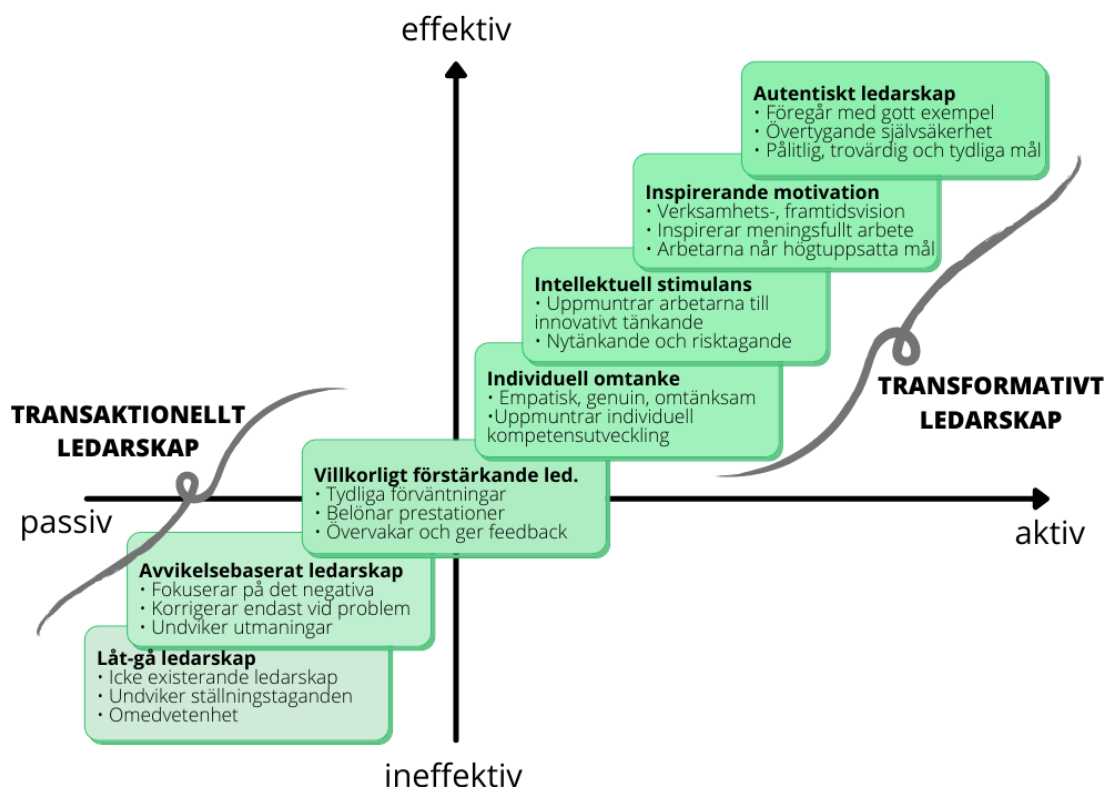 effektiv
Autentiskt ledarskap
• Föregår med gott exempel
• Övertygande självsäkerhet
• Pålitlig, trovärdig och tydliga mål
Inspirerande motivation
• Verksamhets-, framtidsvision
• Inspirerar meningsfullt arbete
• Arbetarna når högtuppsatta mål
Intellektuell stimulans
• Uppmuntrar arbetarna till
innovativt tänkande
• Nytänkande och risktagande
Individuell omtanke
• Empatisk, genuin, omtänksam
•Uppmuntrar individuell
kompetensutveckling
TRANSFORMATIVT
LEDARSKAP
TRANSAKTIONELLT
LEDARSKAP
Villkorligt förstärkande led.
• Tydliga förväntningar
• Belönar prestationer
• Övervakar och ger feedback
passiv
aktiv
Avvikelsebaserat ledarskap
• Fokuserar på det negativa
• Korrigerar endast vid problem
• Undviker utmaningar
Låt-gå ledarskap
• Icke existerande ledarskap
• Undviker ställningstaganden
• Omedvetenhet
ineffektiv